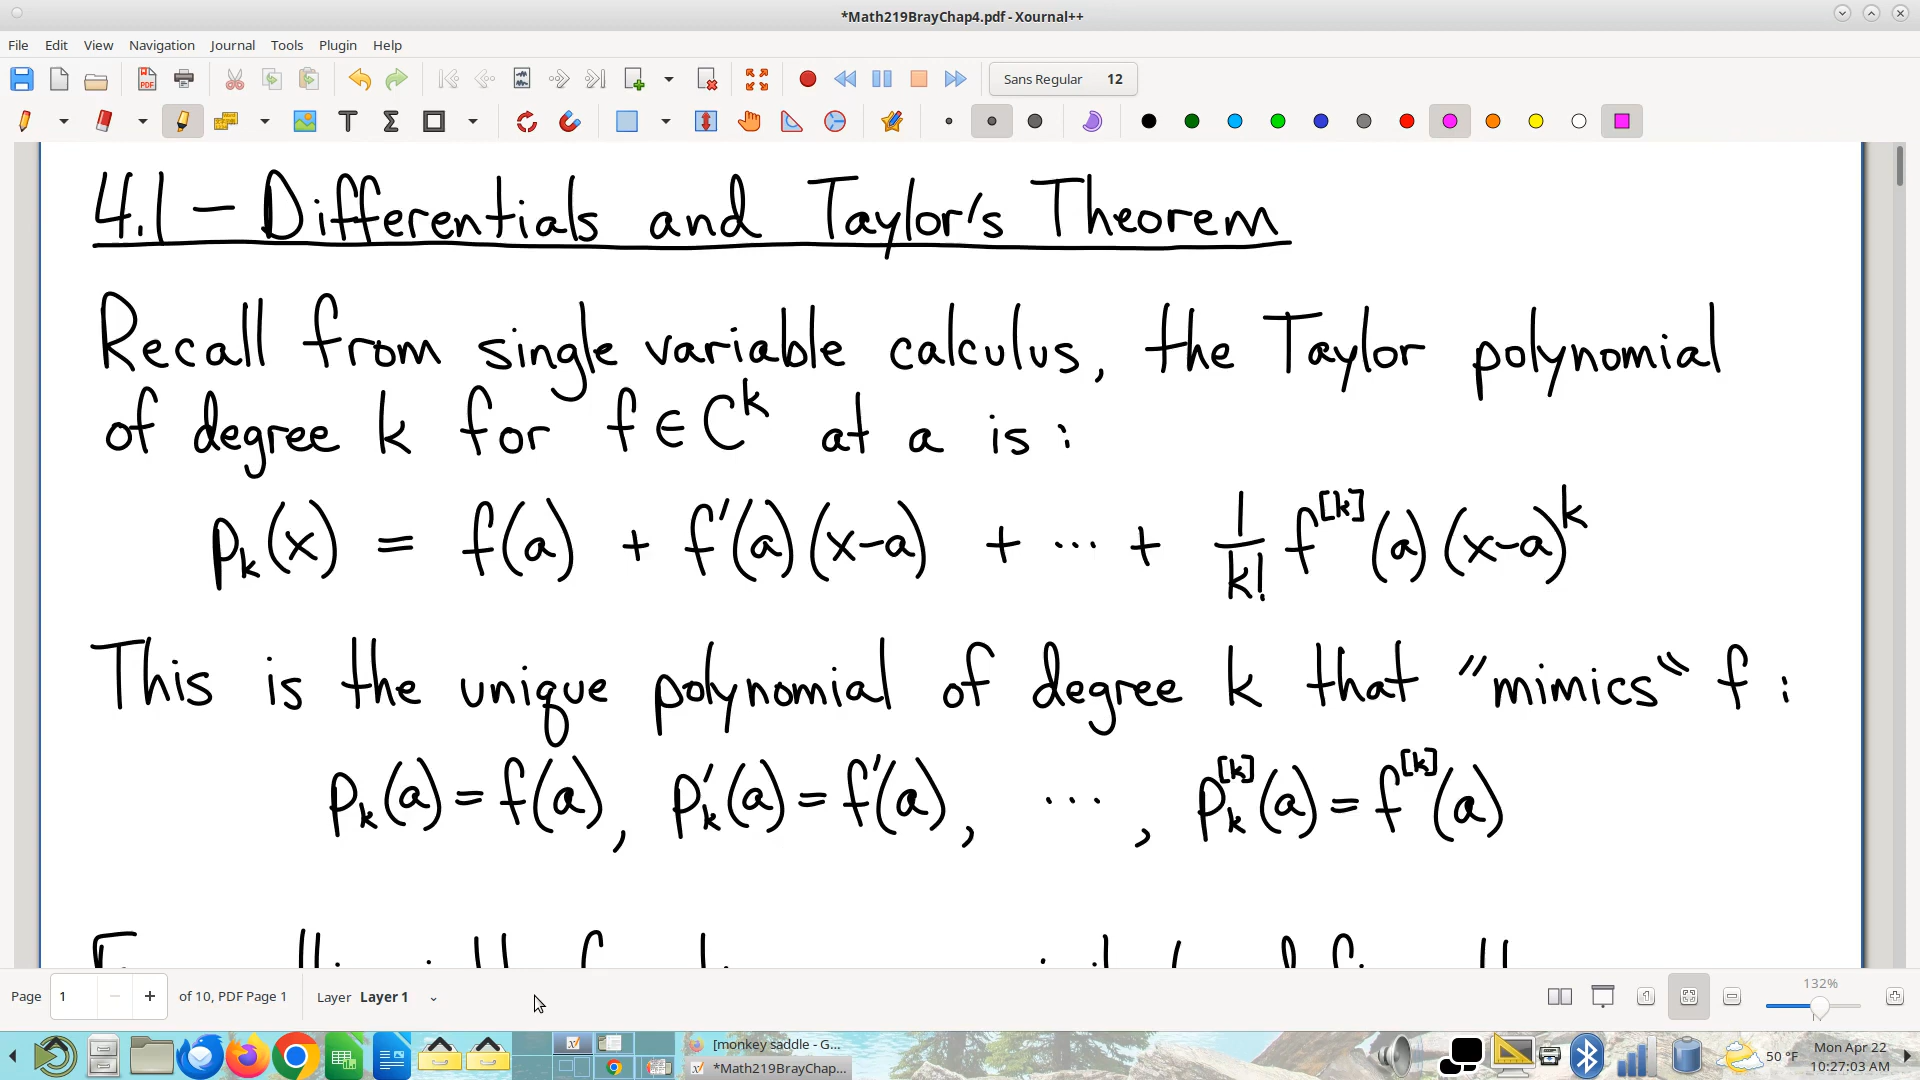 *Math219BrayChap4.pdf - Xournal++
File Edit View Navigation Journal Tools Plugin Help
Sans Regular 12
4.1 – Differentials and Taylor's Theorem
Recall from single variable calculus, the Taylor polynomial
of degree k for f ∈ C^k at a is:
p_k(x) = f(a) + f'(a)(x-a) + ... + 1/k! f^[k](a)(x-a)^k
This is the unique polynomial of degree k that "mimics" f:
p_k(a) = f(a), p_k'(a) = f'(a), ..., p_k^[k](a) = f^[k](a)
Page 1 of 10, PDF Page 1 Layer Layer 1 132%
[monkey saddle - G...
*Math219BrayChap...
50 °F
Mon Apr 22
10:27:03 AM